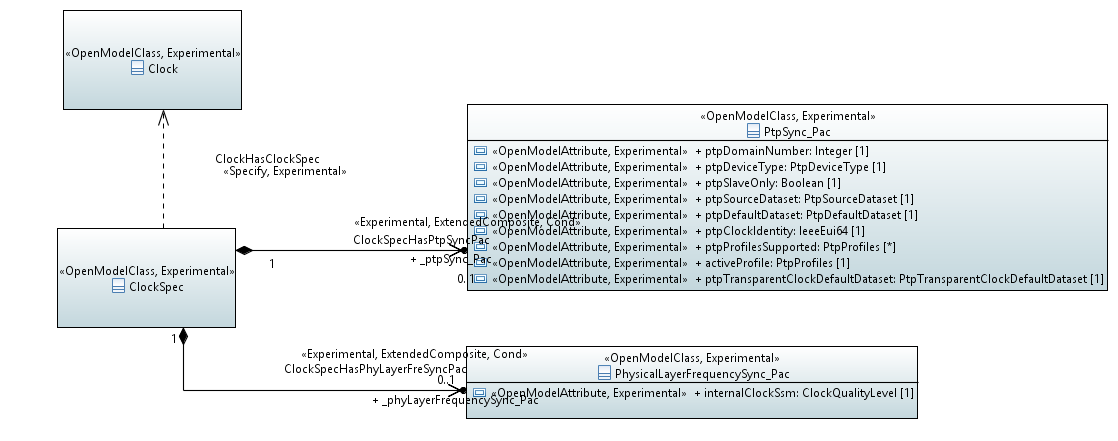 «OpenModelClass, Experimental»
Clock
ClockHasClockSpec
«Specify, Experimental»
«OpenModelClass, Experimental»
ClockSpec
«OpenModelClass, Experimental»
PtpSync_Pac
«OpenModelAttribute, Experimental» + ptpDomainNumber: Integer [1]
«OpenModelAttribute, Experimental» + ptpDeviceType: PtpDeviceType [1]
«OpenModelAttribute, Experimental» + ptpSlaveOnly: Boolean [1]
«OpenModelAttribute, Experimental» + ptpSourceDataset: PtpSourceDataset [1]
«OpenModelAttribute, Experimental» + ptpDefaultDataset: PtpDefaultDataset [1]
«OpenModelAttribute, Experimental» + ptpClockIdentity: IeeeEui64 [1]
«OpenModelAttribute, Experimental» + ptpProfilesSupported: PtpProfiles [*]
«OpenModelAttribute, Experimental» + activeProfile: PtpProfiles [1]
«OpenModelAttribute, Experimental» + ptpTransparentClockDefaultDataset: PtpTransparentClockDefaultDataset [1]
«Experimental, ExtendedComposite, Cond»
ClockSpecHasPtpSyncPac
+ _ptpSync_Pac
1
0..1
1
«Experimental, ExtendedComposite, Cond»
ClockSpecHasPhyLayerFreSyncPac
0..1
+ _phyLayerFrequencySync_Pac
«OpenModelClass, Experimental»
PhysicalLayerFrequencySync_Pac
«OpenModelAttribute, Experimental» + internalClockSsm: ClockQualityLevel [1]